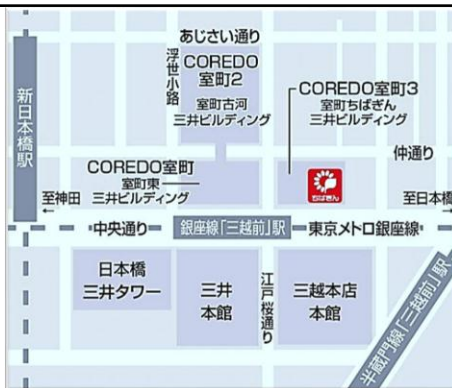 あじさい通り
浮世小路
COREDO
室町2
室町古河
三井ビルディング
COREDO室町3
室町ちばぎん
三井ビルディング
新日本橋駅
仲通り
COREDO室町
室町東
三井ビルディング
ちばぎん
至神田
至日本橋
中央通り
銀座線「三越前」駅
東京メトロ銀座線
日本橋
三井タワー
三井
本館
江戸桜通り
三越本店
本館
半蔵門線「三越前」駅